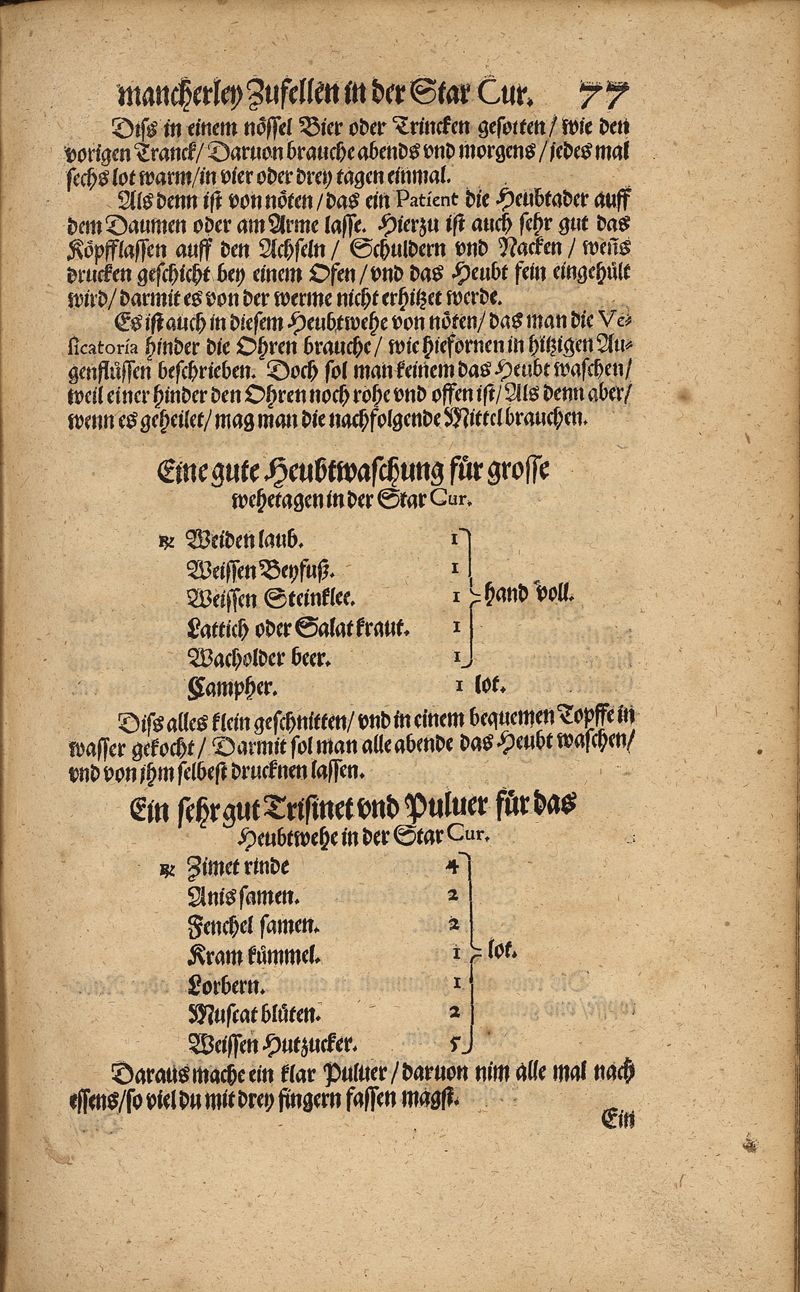 mancherley Zufellen in der Star Cur. 77
Diss in einem nössel Bier oder Trincken gesotten/ wie den
vorigen Tranck/ Daruon brauche abends vnd morgens/ jedes mal
sechs lot warm/ in vier oder drey tagen einmal.
Als denn ist von nöten/ das ein Patient die Heubtader auff
dem Daumen oder am Arme lasse. Hierzu ist auch sehr gut das
Köpfflassen auff den Achseln/ Schuldern vnd Nacken/ weñs
drucken geschicht bey einem Ofen/ vnd das Heubt fein eingehült
wird/ darmit es von der werme nicht erhitzet werde.
Es ist auch in diesem Heubtwehe von nöten/ das man die Ve-
sicatoria hinder die Ohren brauche/ wie hiefornen in hitzigen Au-
genflüssen beschrieben. Doch sol man keinem das Heubt waschen/
weil einer hinder den Ohren noch rohe vnd offen ist/ Als denn aber/
wenn es geheilet/ mag man die nachfolgende Mittel brauchen.
Eine gute Heubtwaschung für grosse
wehetagen in der Star Cur.
℞ Weiden laub. 1
Weissen Beyfuß. 1
Weissen Steinklee. 1 hand voll.
Lattich oder Salat kraut. 1
Wacholder beer. 1
Campher. 1 lot.
Diss alles klein geschnitten/ vnd in einem bequemen Topffe in
wasser gekocht/ Darmit sol man alle abende das Heubt waschen/
vnd von jhm selbest drucknen lassen.
Ein sehr gut Trisinet vnd Puluer für das
Heubtwehe in der Star Cur.
℞ Zimet rinde 4
Anis samen. 2
Fenchel samen. 2
Kram kümmel. 1 lot.
Lorbern. 1
Muscat blüten. 2
Weissen Hutzucker. 5
Daraus mache ein klar Puluer/ daruon nim alle mal nach
essens/ so viel du mit drey fingern fassen magst.
Ein